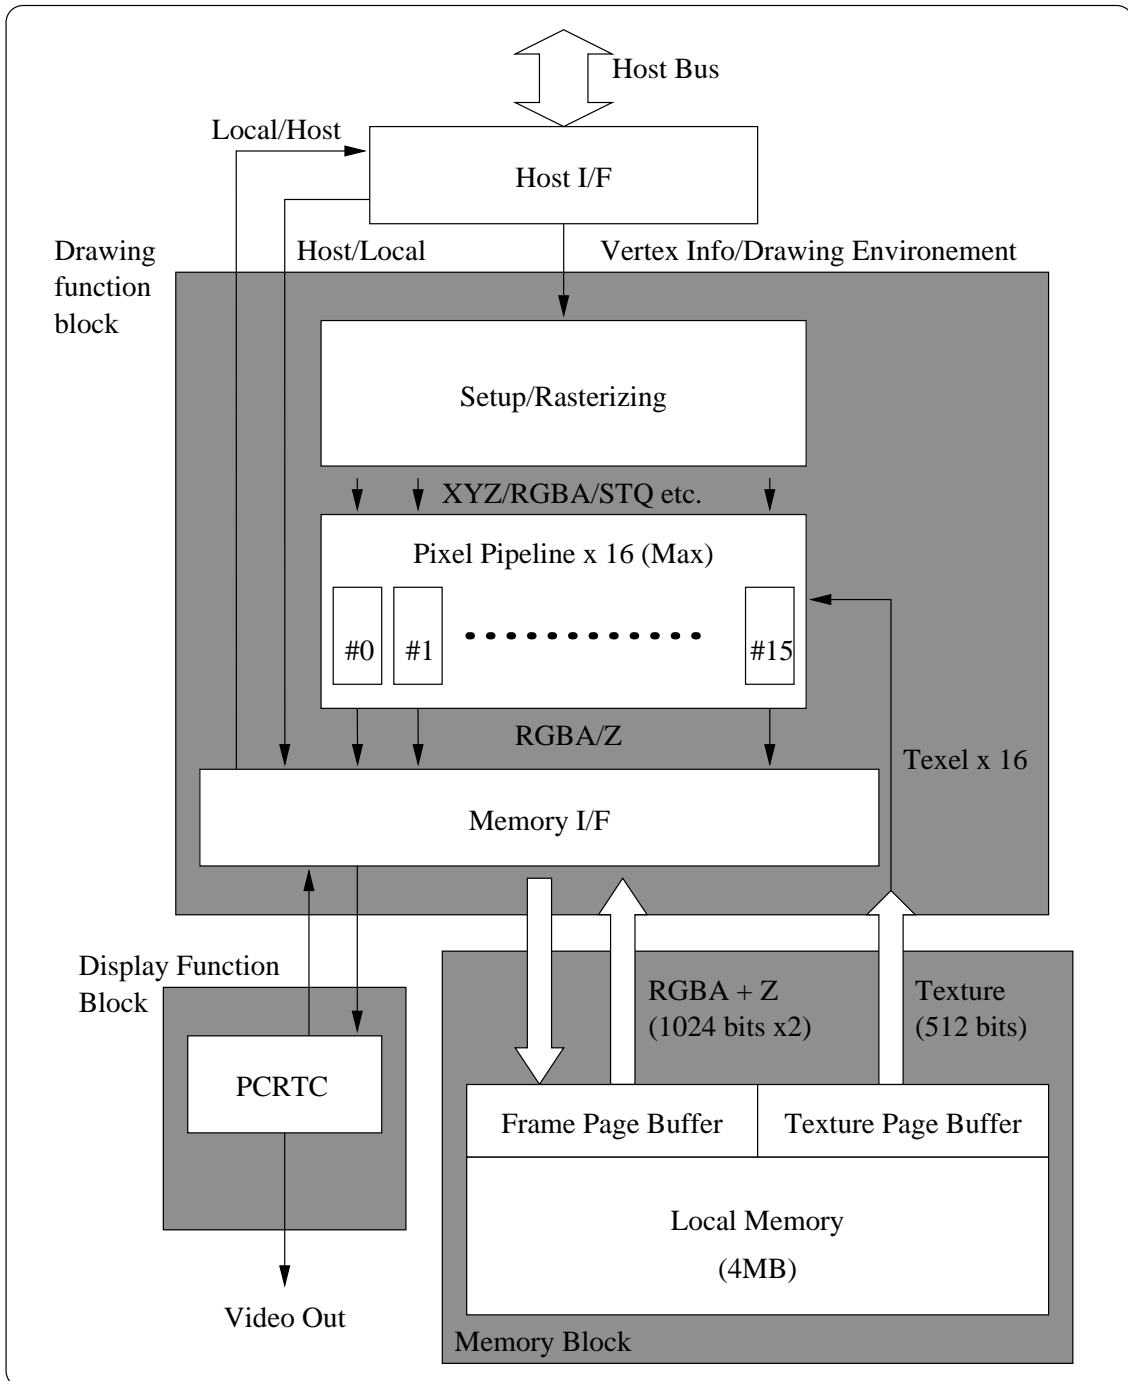 Host Bus
Local/Host
Host I/F
Drawing
function
block
Host/Local
Vertex Info/Drawing Environement
Setup/Rasterizing
XYZ/RGBA/STQ etc.
Pixel Pipeline x 16 (Max)
#0
#1
#15
RGBA/Z
Texel x 16
Memory I/F
Display Function
Block
RGBA + Z
(1024 bits x2)
Texture
(512 bits)
PCRTC
Frame Page Buffer
Texture Page Buffer
Local Memory
(4MB)
Video Out
Memory Block